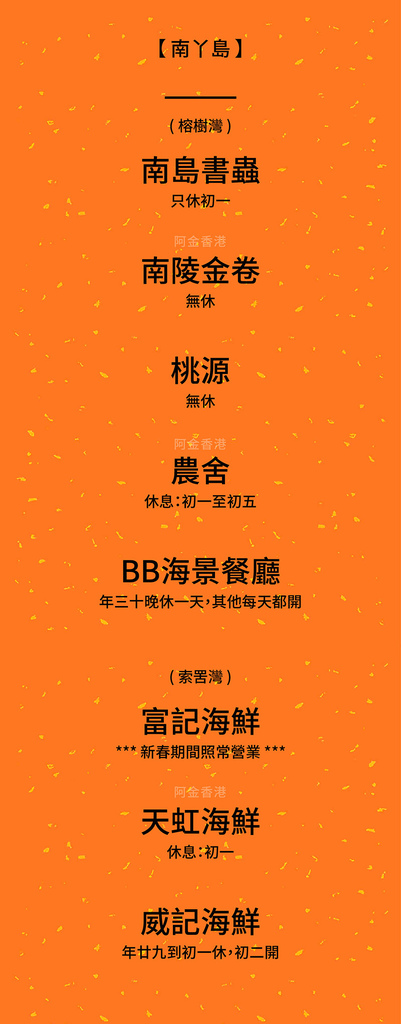 【南丫島】
( 榕樹灣 )
南島書蟲
只休初一
阿金香港
南陵金卷
無休
桃源
無休
阿金香港
農舍
休息：初一至初五
BB海景餐廳
年三十晚休一天，其他每天都開
( 索罟灣 )
富記海鮮
*** 新春期間照常營業 ***
阿金香港
天虹海鮮
休息：初一
威記海鮮
年廿九到初一休，初二開